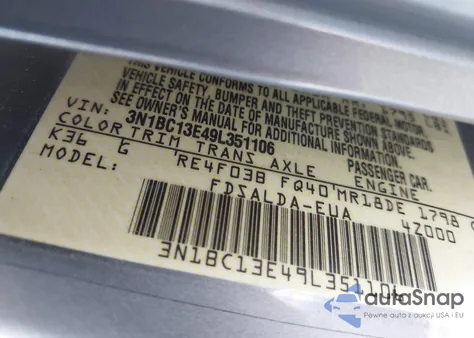 THIS VEHICLE CONFORMS TO ALL APPLICABLE FEDERAL MOTOR
VEHICLE SAFETY, BUMPER AND THEFT PREVENTION STANDARDS
IN EFFECT ON THE DATE OF MANUFACTURE SHOWN ABOVE.
SEE OWNER'S MANUAL FOR ADDITIONAL INFORMATION
VIN: 3N1BC13E49L351106 PASSENGER CAR.
COLOR TRIM TRANS AXLE ENGINE
K36 G RE4F03B FQ40 MR18DE 1798
MODEL: FDSALDA-EUA 4Z000
3N1BC13E49L351106
autoSnap
Pewne auta z aukcji USA i EU